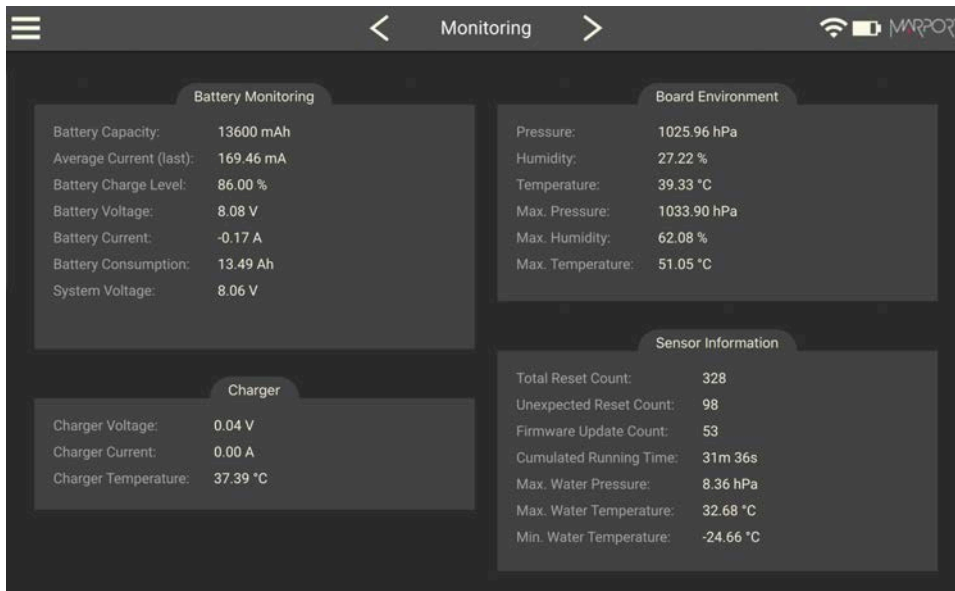 Monitoring
MARPORT
Battery Monitoring
Battery Capacity: 13600 mAh
Average Current (last): 169.46 mA
Battery Charge Level: 86.00 %
Battery Voltage: 8.08 V
Battery Current: -0.17 A
Battery Consumption: 13.49 Ah
System Voltage: 8.06 V
Charger
Charger Voltage: 0.04 V
Charger Current: 0.00 A
Charger Temperature: 37.39 °C
Board Environment
Pressure: 1025.96 hPa
Humidity: 27.22 %
Temperature: 39.33 °C
Max. Pressure: 1033.90 hPa
Max. Humidity: 62.08 %
Max. Temperature: 51.05 °C
Sensor Information
Total Reset Count: 328
Unexpected Reset Count: 98
Firmware Update Count: 53
Cumulated Running Time: 31m 36s
Max. Water Pressure: 8.36 hPa
Max. Water Temperature: 32.68 °C
Min. Water Temperature: -24.66 °C